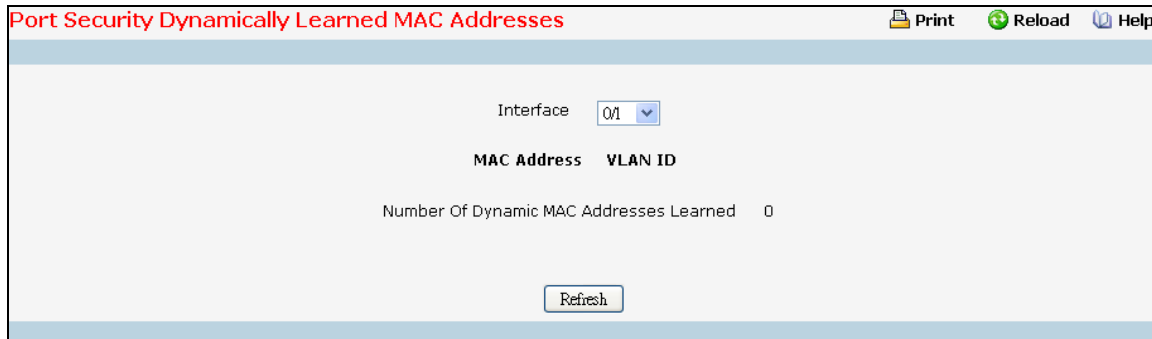 Port Security Dynamically Learned MAC Addresses Print Reload Help
Interface 0/1
MAC Address VLAN ID
Number Of Dynamic MAC Addresses Learned 0
Refresh